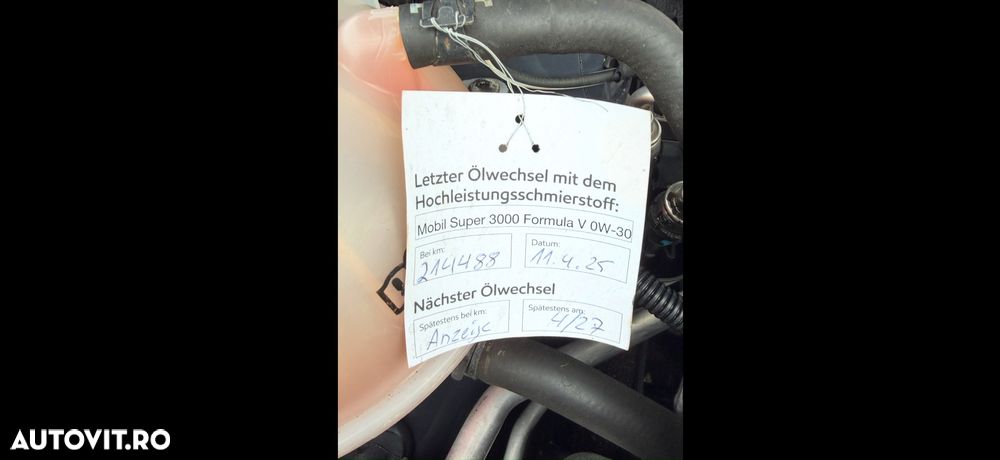 Letzter Ölwechsel mit dem
Hochleistungsschmierstoff:
Mobil Super 3000 Formula V 0W-30
Bei km: Datum:
214488 11.4.25
Nächster Ölwechsel
Spätestens bei km: Spätestens am:
Anzeige 4/27
AUTOVIT.RO